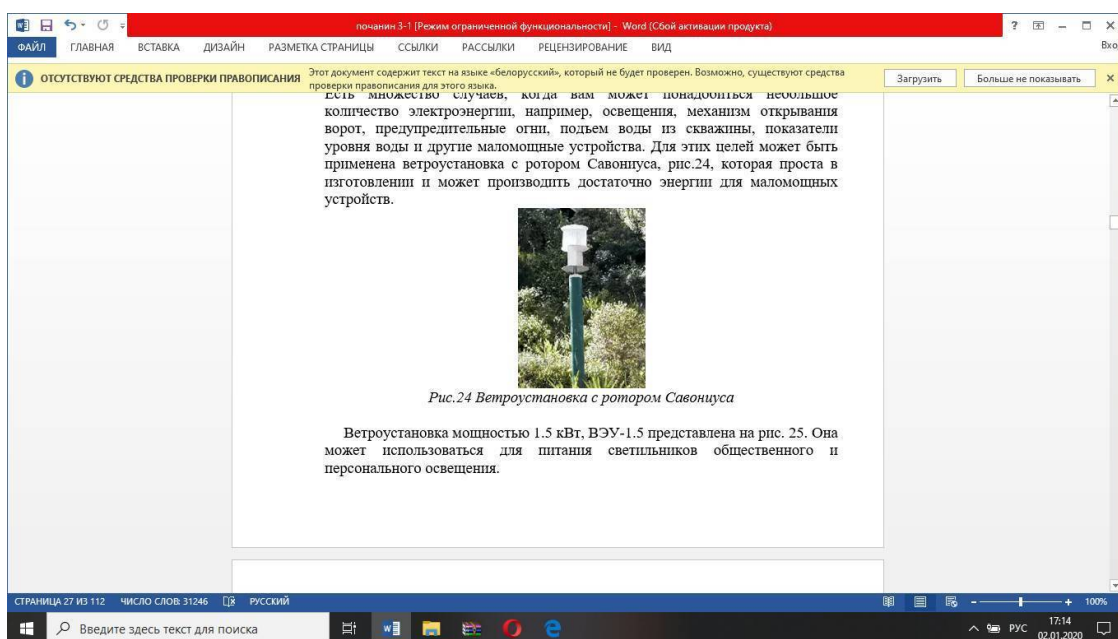 почанин 3-1 [Режим ограниченной функциональности] - Word (Сбой активации продукта)
ФАЙЛ ГЛАВНАЯ ВСТАВКА ДИЗАЙН РАЗМЕТКА СТРАНИЦЫ ССЫЛКИ РАССЫЛКИ РЕЦЕНЗИРОВАНИЕ ВИД Вхо
ОТСУТСТВУЮТ СРЕДСТВА ПРОВЕРКИ ПРАВОПИСАНИЯ Этот документ содержит текст на языке «белорусский», который не будет проверен. Возможно, существуют средства
проверки правописания для этого языка.
Загрузить Больше не показывать
Есть множество случаев, когда вам может понадобиться небольшое
количество электроэнергии, например, освещения, механизм открывания
ворот, предупредительные огни, подъем воды из скважины, показатели
уровня воды и другие маломощные устройства. Для этих целей может быть
применена ветроустановка с ротором Савониуса, рис.24, которая проста в
изготовлении и может производить достаточно энергии для маломощных
устройств.
Рис.24 Ветроустановка с ротором Савониуса
Ветроустановка мощностью 1.5 кВт, ВЭУ-1.5 представлена на рис. 25. Она
может использоваться для питания светильников общественного и
персонального освещения.
СТРАНИЦА 27 ИЗ 112 ЧИСЛО СЛОВ: 31246 РУССКИЙ 100%
Введите здесь текст для поиска РУС 17:14
02.01.2020